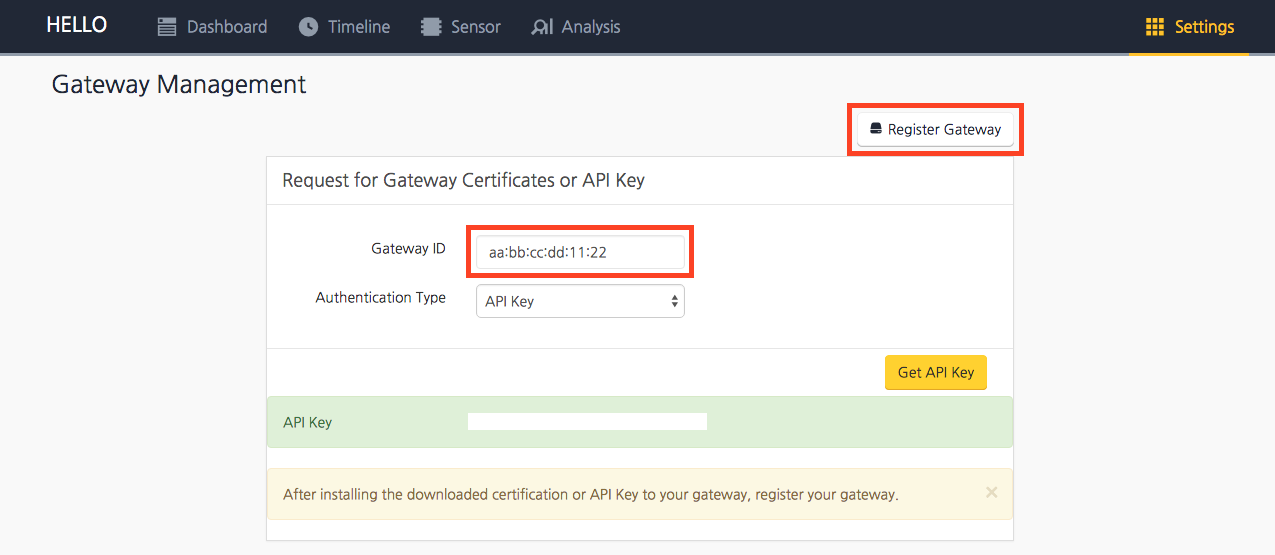 HELLO Dashboard Timeline Sensor Analysis Settings
Gateway Management
Register Gateway
Request for Gateway Certificates or API Key
Gateway ID aa:bb:cc:dd:11:22
Authentication Type API Key
Get API Key
API Key
After installing the downloaded certification or API Key to your gateway, register your gateway. ×